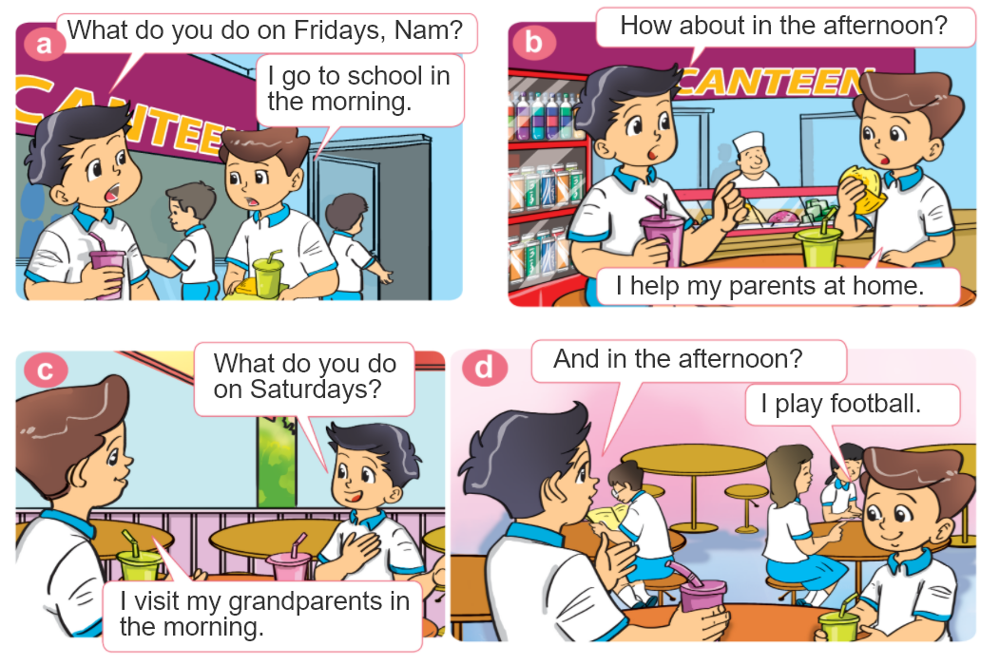 a
What do you do on Fridays, Nam?
I go to school in
the morning.
CANTEEN
b
How about in the afternoon?
CANTEEN
I help my parents at home.
c
What do you do
on Saturdays?
I visit my grandparents in
the morning.
d
And in the afternoon?
I play football.